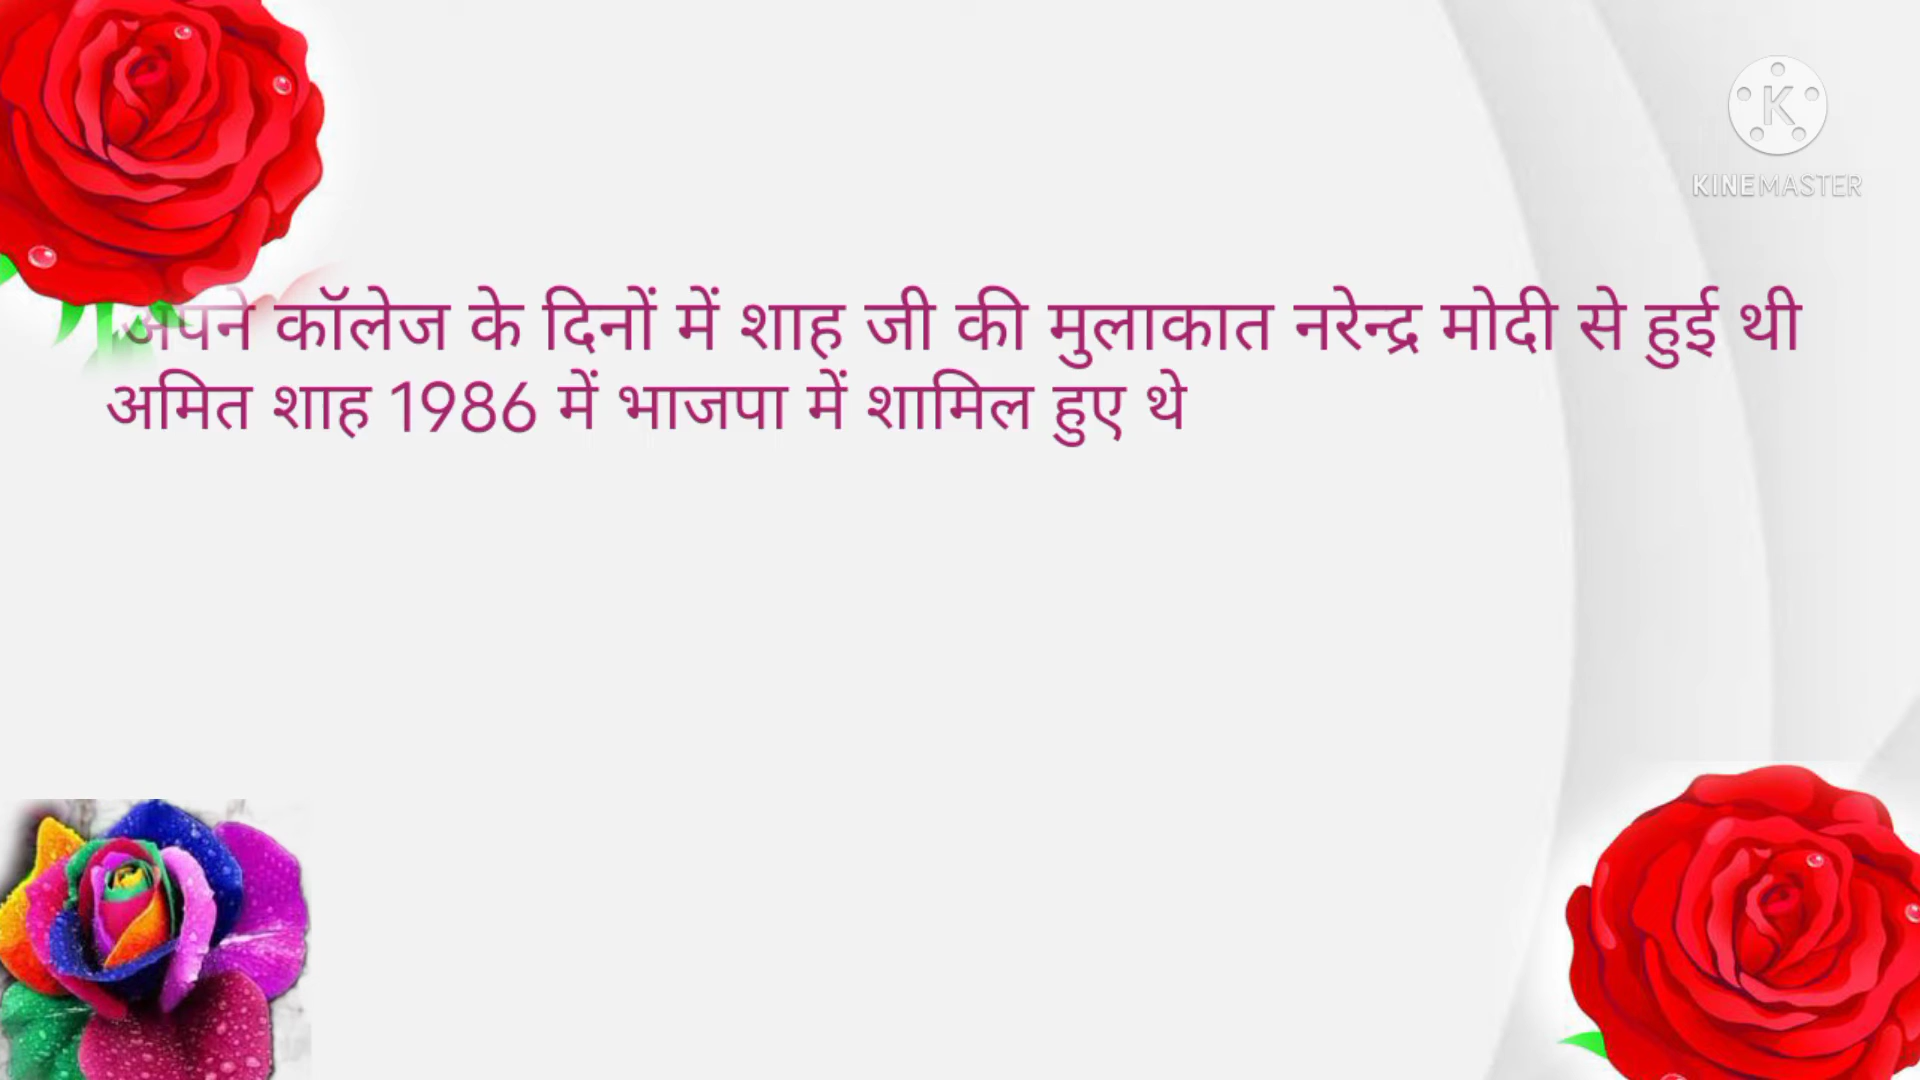 KINEMASTER
अपने कॉलेज के दिनों में शाह जी की मुलाकात नरेन्द्र मोदी से हुई थी
अमित शाह 1986 में भाजपा में शामिल हुए थे